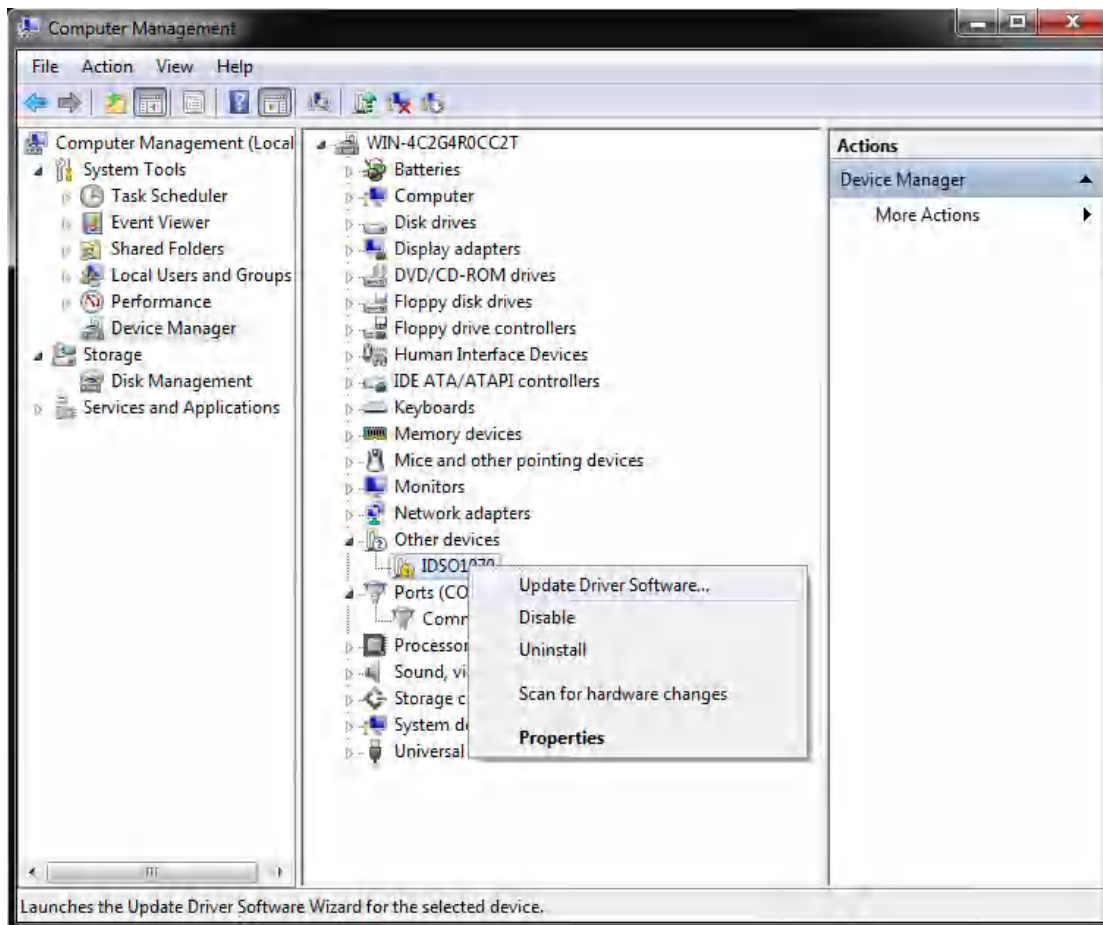 Computer Management
File Action View Help
Computer Management (Local
System Tools
Task Scheduler
Event Viewer
Shared Folders
Local Users and Groups
Performance
Device Manager
Storage
Disk Management
Services and Applications
WIN-4C2G4R0CC2T
Batteries
Computer
Disk drives
Display adapters
DVD/CD-ROM drives
Floppy disk drives
Floppy drive controllers
Human Interface Devices
IDE ATA/ATAPI controllers
Keyboards
Memory devices
Mice and other pointing devices
Monitors
Network adapters
Other devices
IDSO1070
Ports (CO
Comm
Processor
Sound, vi
Storage c
System de
Universal
Update Driver Software...
Disable
Uninstall
Scan for hardware changes
Properties
Actions
Device Manager
More Actions
Launches the Update Driver Software Wizard for the selected device.